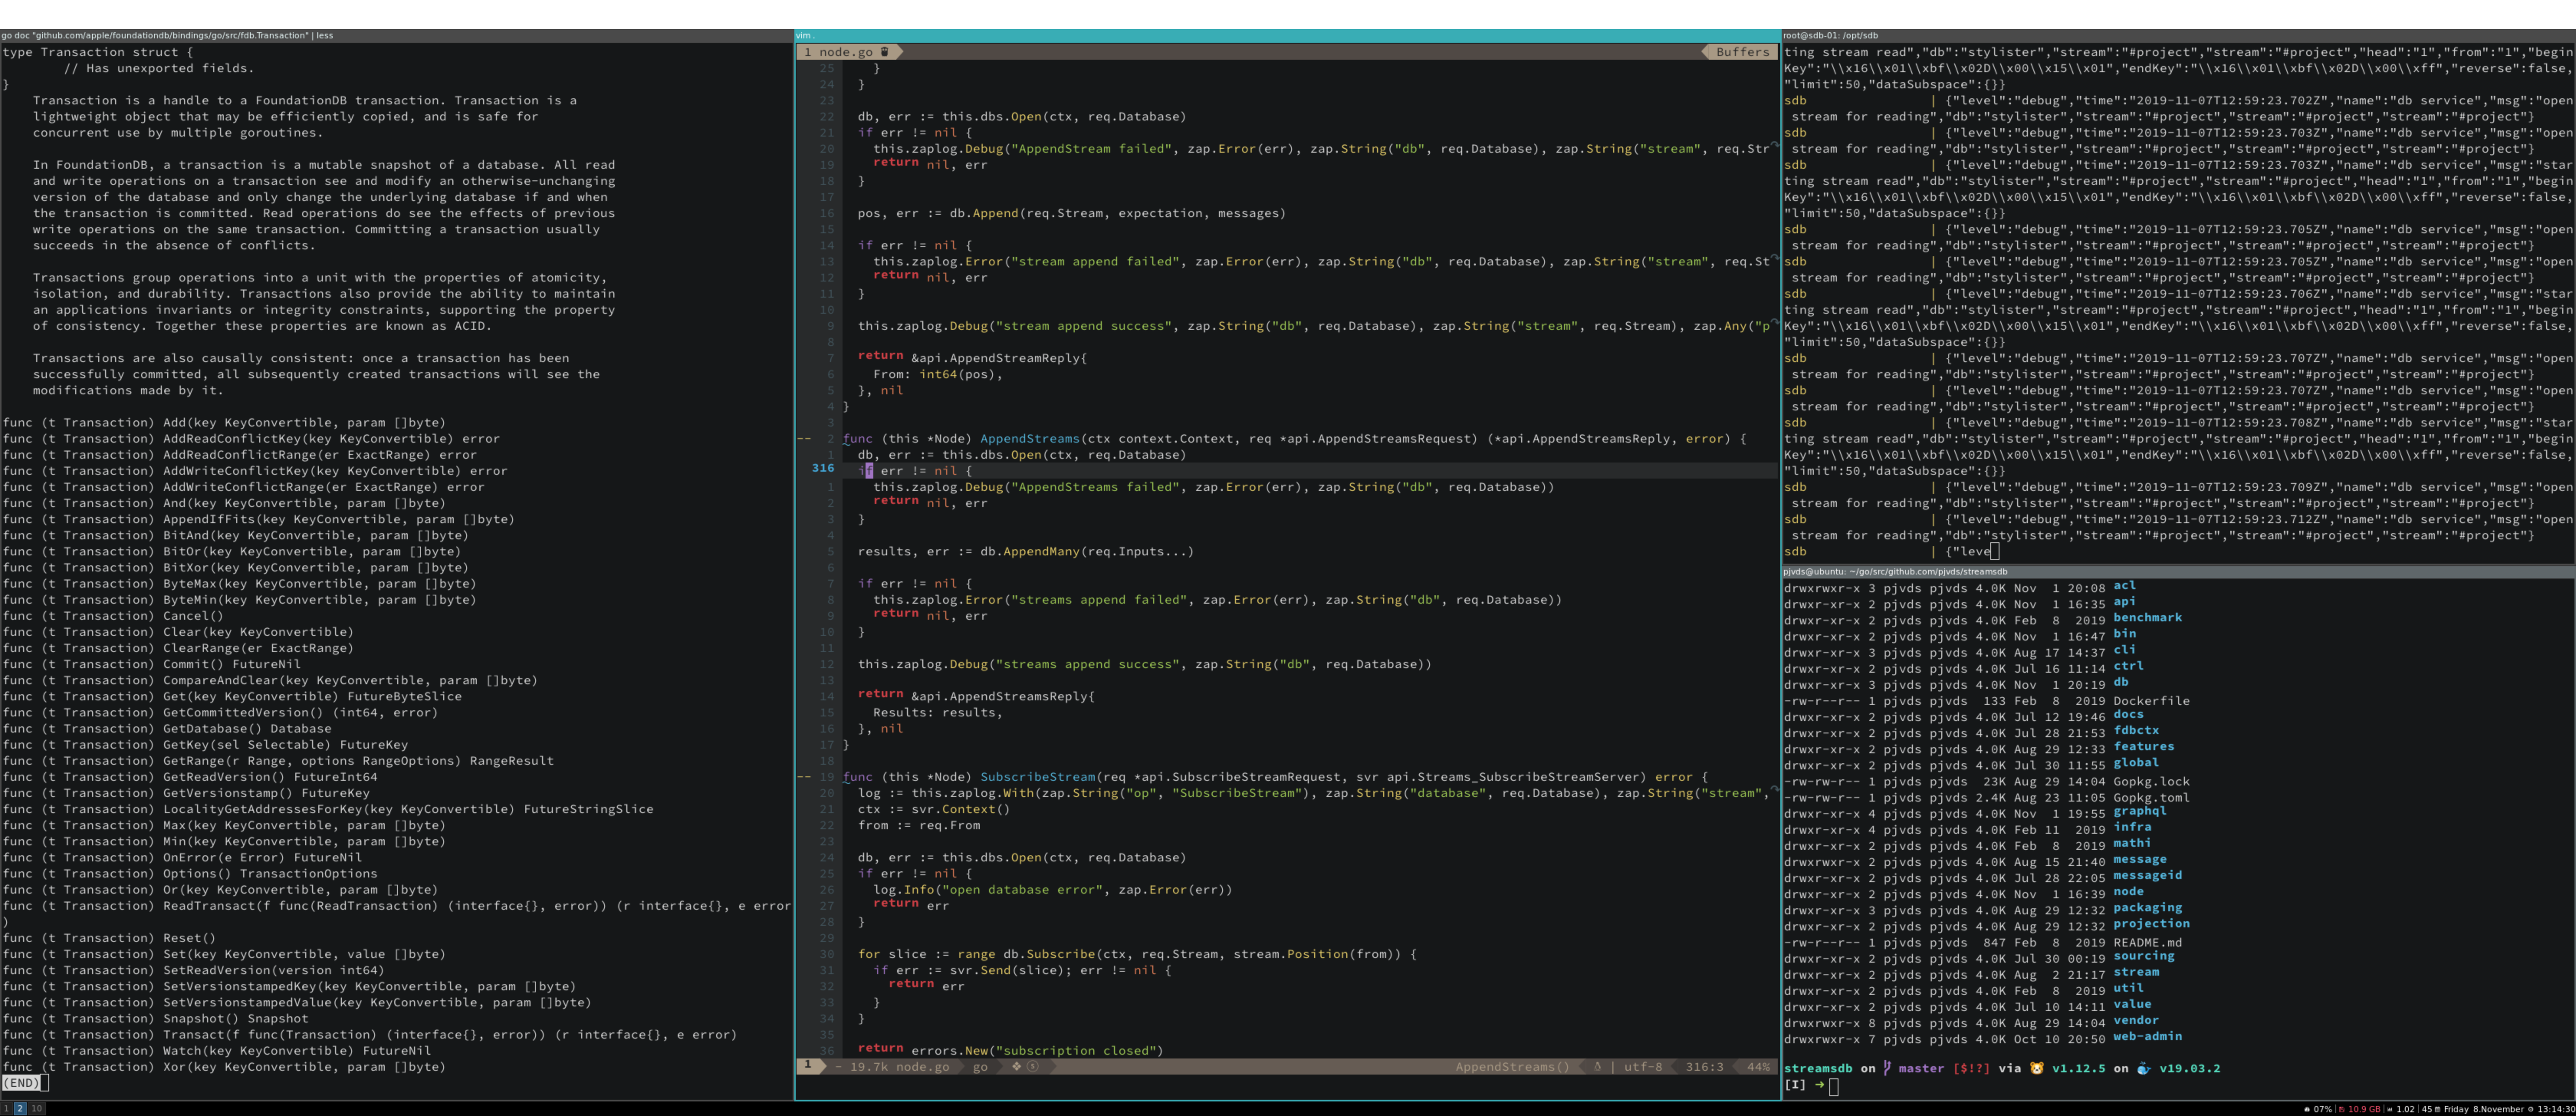 go doc "github.com/apple/foundationdb/bindings/go/src/fdb.Transaction" | less
type Transaction struct {
        // Has unexported fields.
}
    Transaction is a handle to a FoundationDB transaction. Transaction is a
    lightweight object that may be efficiently copied, and is safe for
    concurrent use by multiple goroutines.

    In FoundationDB, a transaction is a mutable snapshot of a database. All read
    and write operations on a transaction see and modify an otherwise-unchanging
    version of the database and only change the underlying database if and when
    the transaction is committed. Read operations do see the effects of previous
    write operations on the same transaction. Committing a transaction usually
    succeeds in the absence of conflicts.

    Transactions group operations into a unit with the properties of atomicity,
    isolation, and durability. Transactions also provide the ability to maintain
    an applications invariants or integrity constraints, supporting the property
    of consistency. Together these properties are known as ACID.

    Transactions are also causally consistent: once a transaction has been
    successfully committed, all subsequently created transactions will see the
    modifications made by it.

func (t Transaction) Add(key KeyConvertible, param []byte)
func (t Transaction) AddReadConflictKey(key KeyConvertible) error
func (t Transaction) AddReadConflictRange(er ExactRange) error
func (t Transaction) AddWriteConflictKey(key KeyConvertible) error
func (t Transaction) AddWriteConflictRange(er ExactRange) error
func (t Transaction) And(key KeyConvertible, param []byte)
func (t Transaction) AppendIfFits(key KeyConvertible, param []byte)
func (t Transaction) BitAnd(key KeyConvertible, param []byte)
func (t Transaction) BitOr(key KeyConvertible, param []byte)
func (t Transaction) BitXor(key KeyConvertible, param []byte)
func (t Transaction) ByteMax(key KeyConvertible, param []byte)
func (t Transaction) ByteMin(key KeyConvertible, param []byte)
func (t Transaction) Cancel()
func (t Transaction) Clear(key KeyConvertible)
func (t Transaction) ClearRange(er ExactRange)
func (t Transaction) Commit() FutureNil
func (t Transaction) CompareAndClear(key KeyConvertible, param []byte)
func (t Transaction) Get(key KeyConvertible) FutureByteSlice
func (t Transaction) GetCommittedVersion() (int64, error)
func (t Transaction) GetDatabase() Database
func (t Transaction) GetKey(sel Selectable) FutureKey
func (t Transaction) GetRange(r Range, options RangeOptions) RangeResult
func (t Transaction) GetReadVersion() FutureInt64
func (t Transaction) GetVersionstamp() FutureKey
func (t Transaction) LocalityGetAddressesForKey(key KeyConvertible) FutureStringSlice
func (t Transaction) Max(key KeyConvertible, param []byte)
func (t Transaction) Min(key KeyConvertible, param []byte)
func (t Transaction) OnError(e Error) FutureNil
func (t Transaction) Options() TransactionOptions
func (t Transaction) Or(key KeyConvertible, param []byte)
func (t Transaction) ReadTransact(f func(ReadTransaction) (interface{}, error)) (r interface{}, e error
)
func (t Transaction) Reset()
func (t Transaction) Set(key KeyConvertible, value []byte)
func (t Transaction) SetReadVersion(version int64)
func (t Transaction) SetVersionstampedKey(key KeyConvertible, param []byte)
func (t Transaction) SetVersionstampedValue(key KeyConvertible, param []byte)
func (t Transaction) Snapshot() Snapshot
func (t Transaction) Transact(f func(Transaction) (interface{}, error)) (r interface{}, e error)
func (t Transaction) Watch(key KeyConvertible) FutureNil
func (t Transaction) Xor(key KeyConvertible, param []byte)
(END)
vim .
1 node.go Buffers
25     }
24   }
23
22   db, err := this.dbs.Open(ctx, req.Database)
21   if err != nil {
20     this.zaplog.Debug("AppendStream failed", zap.Error(err), zap.String("db", req.Database), zap.String("stream", req.Str
19     return nil, err
18   }
17
16   pos, err := db.Append(req.Stream, expectation, messages)
15
14   if err != nil {
13     this.zaplog.Error("stream append failed", zap.Error(err), zap.String("db", req.Database), zap.String("stream", req.St
12     return nil, err
11   }
10
9   this.zaplog.Debug("stream append success", zap.String("db", req.Database), zap.String("stream", req.Stream), zap.Any("p
8
7   return &api.AppendStreamReply{
6     From: int64(pos),
5   }, nil
4 }
3
-- 2 func (this *Node) AppendStreams(ctx context.Context, req *api.AppendStreamsRequest) (*api.AppendStreamsReply, error) {
1   db, err := this.dbs.Open(ctx, req.Database)
316   if err != nil {
1     this.zaplog.Debug("AppendStreams failed", zap.Error(err), zap.String("db", req.Database))
2     return nil, err
3   }
4
5   results, err := db.AppendMany(req.Inputs...)
6
7   if err != nil {
8     this.zaplog.Error("streams append failed", zap.Error(err), zap.String("db", req.Database))
9     return nil, err
10   }
11
12   this.zaplog.Debug("streams append success", zap.String("db", req.Database))
13
14   return &api.AppendStreamsReply{
15     Results: results,
16   }, nil
17 }
18
-- 19 func (this *Node) SubscribeStream(req *api.SubscribeStreamRequest, svr api.Streams_SubscribeStreamServer) error {
20   log := this.zaplog.With(zap.String("op", "SubscribeStream"), zap.String("database", req.Database), zap.String("stream",
21   ctx := svr.Context()
22   from := req.From
23
24   db, err := this.dbs.Open(ctx, req.Database)
25   if err != nil {
26     log.Info("open database error", zap.Error(err))
27     return err
28   }
29
30   for slice := range db.Subscribe(ctx, req.Stream, stream.Position(from)) {
31     if err := svr.Send(slice); err != nil {
32       return err
33     }
34   }
35
36   return errors.New("subscription closed")
1 - 19.7k node.go go AppendStreams() | utf-8 316:3 44%
root@sdb-01: /opt/sdb
ting stream read","db":"stylister","stream":"#project","stream":"#project","head":"1","from":"1","begin
Key":"\\x16\\x01\\xbf\\x02D\\x00\\x15\\x01","endKey":"\\x16\\x01\\xbf\\x02D\\x00\\xff","reverse":false,
"limit":50,"dataSubspace":{}}
sdb | {"level":"debug","time":"2019-11-07T12:59:23.702Z","name":"db service","msg":"open
 stream for reading","db":"stylister","stream":"#project","stream":"#project","stream":"#project"}
sdb | {"level":"debug","time":"2019-11-07T12:59:23.703Z","name":"db service","msg":"open
 stream for reading","db":"stylister","stream":"#project","stream":"#project","stream":"#project"}
sdb | {"level":"debug","time":"2019-11-07T12:59:23.703Z","name":"db service","msg":"star
ting stream read","db":"stylister","stream":"#project","stream":"#project","head":"1","from":"1","begin
Key":"\\x16\\x01\\xbf\\x02D\\x00\\x15\\x01","endKey":"\\x16\\x01\\xbf\\x02D\\x00\\xff","reverse":false,
"limit":50,"dataSubspace":{}}
sdb | {"level":"debug","time":"2019-11-07T12:59:23.705Z","name":"db service","msg":"open
 stream for reading","db":"stylister","stream":"#project","stream":"#project","stream":"#project"}
sdb | {"level":"debug","time":"2019-11-07T12:59:23.705Z","name":"db service","msg":"open
 stream for reading","db":"stylister","stream":"#project","stream":"#project","stream":"#project"}
sdb | {"level":"debug","time":"2019-11-07T12:59:23.706Z","name":"db service","msg":"star
ting stream read","db":"stylister","stream":"#project","stream":"#project","head":"1","from":"1","begin
Key":"\\x16\\x01\\xbf\\x02D\\x00\\x15\\x01","endKey":"\\x16\\x01\\xbf\\x02D\\x00\\xff","reverse":false,
"limit":50,"dataSubspace":{}}
sdb | {"level":"debug","time":"2019-11-07T12:59:23.707Z","name":"db service","msg":"open
 stream for reading","db":"stylister","stream":"#project","stream":"#project","stream":"#project"}
sdb | {"level":"debug","time":"2019-11-07T12:59:23.707Z","name":"db service","msg":"open
 stream for reading","db":"stylister","stream":"#project","stream":"#project","stream":"#project"}
sdb | {"level":"debug","time":"2019-11-07T12:59:23.708Z","name":"db service","msg":"star
ting stream read","db":"stylister","stream":"#project","stream":"#project","head":"1","from":"1","begin
Key":"\\x16\\x01\\xbf\\x02D\\x00\\x15\\x01","endKey":"\\x16\\x01\\xbf\\x02D\\x00\\xff","reverse":false,
"limit":50,"dataSubspace":{}}
sdb | {"level":"debug","time":"2019-11-07T12:59:23.709Z","name":"db service","msg":"open
 stream for reading","db":"stylister","stream":"#project","stream":"#project","stream":"#project"}
sdb | {"level":"debug","time":"2019-11-07T12:59:23.712Z","name":"db service","msg":"open
 stream for reading","db":"stylister","stream":"#project","stream":"#project","stream":"#project"}
sdb | {"leve
pjvds@ubuntu: ~/go/src/github.com/pjvds/streamsdb
drwxrwxr-x 3 pjvds pjvds 4.0K Nov  1 20:08 acl
drwxr-xr-x 2 pjvds pjvds 4.0K Nov  1 16:35 api
drwxr-xr-x 2 pjvds pjvds 4.0K Feb  8  2019 benchmark
drwxr-xr-x 2 pjvds pjvds 4.0K Nov  1 16:47 bin
drwxr-xr-x 3 pjvds pjvds 4.0K Aug 17 14:37 cli
drwxr-xr-x 2 pjvds pjvds 4.0K Jul 16 11:14 ctrl
drwxr-xr-x 3 pjvds pjvds 4.0K Nov  1 20:19 db
-rw-r--r-- 1 pjvds pjvds  133 Feb  8  2019 Dockerfile
drwxr-xr-x 2 pjvds pjvds 4.0K Jul 12 19:46 docs
drwxr-xr-x 2 pjvds pjvds 4.0K Jul 28 21:53 fdbctx
drwxr-xr-x 2 pjvds pjvds 4.0K Aug 29 12:33 features
drwxr-xr-x 2 pjvds pjvds 4.0K Jul 30 11:55 global
-rw-rw-r-- 1 pjvds pjvds  23K Aug 29 14:04 Gopkg.lock
-rw-rw-r-- 1 pjvds pjvds 2.4K Aug 23 11:05 Gopkg.toml
drwxr-xr-x 4 pjvds pjvds 4.0K Nov  1 19:55 graphql
drwxr-xr-x 4 pjvds pjvds 4.0K Feb 11  2019 infra
drwxr-xr-x 2 pjvds pjvds 4.0K Feb  8  2019 mathi
drwxrwxr-x 2 pjvds pjvds 4.0K Aug 15 21:40 message
drwxr-xr-x 2 pjvds pjvds 4.0K Jul 28 22:05 messageid
drwxr-xr-x 2 pjvds pjvds 4.0K Nov  1 16:39 node
drwxr-xr-x 3 pjvds pjvds 4.0K Aug 29 12:32 packaging
drwxr-xr-x 2 pjvds pjvds 4.0K Aug 29 12:32 projection
-rw-r--r-- 1 pjvds pjvds  847 Feb  8  2019 README.md
drwxr-xr-x 2 pjvds pjvds 4.0K Jul 30 00:19 sourcing
drwxr-xr-x 2 pjvds pjvds 4.0K Aug  2 21:17 stream
drwxr-xr-x 2 pjvds pjvds 4.0K Feb  8  2019 util
drwxr-xr-x 2 pjvds pjvds 4.0K Jul 10 14:11 value
drwxrwxr-x 8 pjvds pjvds 4.0K Aug 29 14:04 vendor
drwxrwxr-x 7 pjvds pjvds 4.0K Oct 10 20:50 web-admin
streamsdb on master [$!?] via 🐹 v1.12.5 on 🐳 v19.03.2
[I] →
1 2 10 07% | 10.9 GB | 1.02 | 45 Friday 8.November 13:14:30